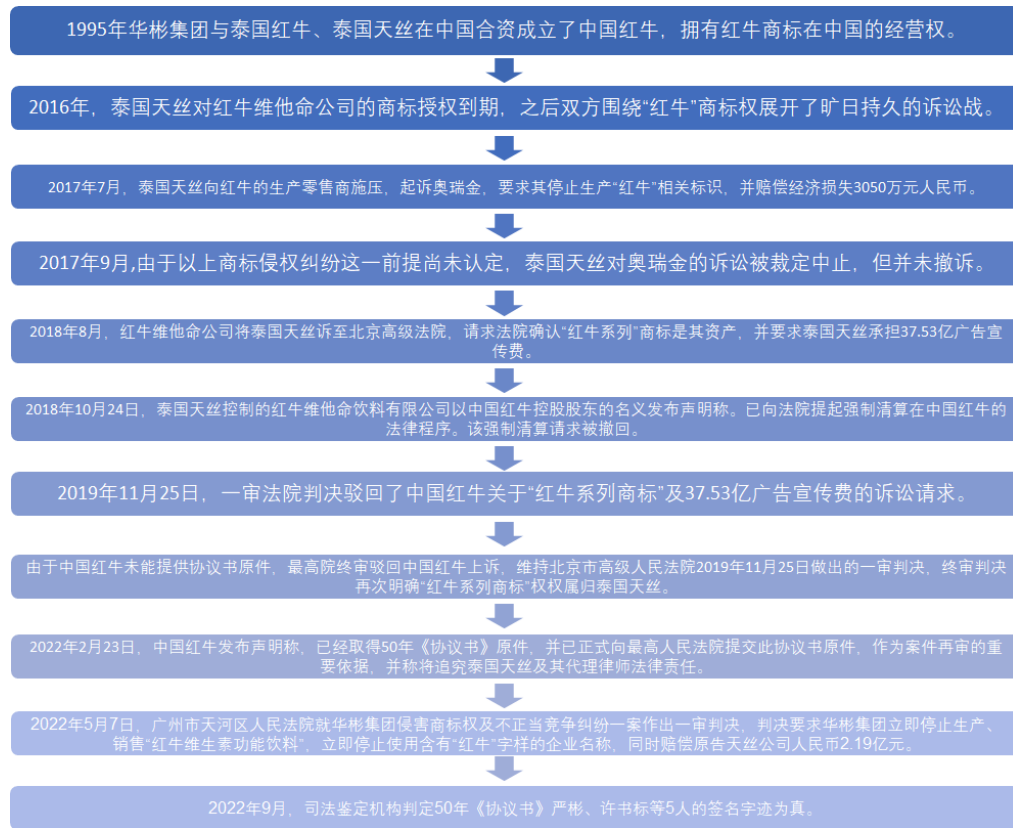 1995年华彬集团与泰国红牛、泰国天丝在中国合资成立了中国红牛，拥有红牛商标在中国的经营权。
2016年，泰国天丝对红牛维他命公司的商标授权到期，之后双方围绕“红牛”商标权展开了旷日持久的诉讼战。
2017年7月，泰国天丝向红牛的生产零售商施压，起诉奥瑞金，要求其停止生产“红牛”相关标识，并赔偿经济损失3050万元人民币。
2017年9月,由于以上商标侵权纠纷这一前提尚未认定，泰国天丝对奥瑞金的诉讼被裁定中止，但并未撤诉。
2018年8月，红牛维他命公司将泰国天丝诉至北京高级法院，请求法院确认“红牛系列”商标是其资产，并要求泰国天丝承担37.53亿广告宣
传费。
2018年10月24日，泰国天丝控制的红牛维他命饮料有限公司以中国红牛控股股东的名义发布声明称。已向法院提起强制清算在中国红牛的
法律程序。该强制清算请求被撤回。
2019年11月25日，一审法院判决驳回了中国红牛关于“红牛系列商标”及37.53亿广告宣传费的诉讼请求。
由于中国红牛未能提供协议书原件，最高院终审驳回中国红牛上诉，维持北京市高级人民法院2019年11月25日做出的一审判决，终审判决
再次明确“红牛系列商标”权权属归泰国天丝。
2022年2月23日，中国红牛发布声明称，已经取得50年《协议书》原件，并已正式向最高人民法院提交此协议书原件，作为案件再审的重
要依据，并称将追究泰国天丝及其代理律师法律责任。
2022年5月7日，广州市天河区人民法院就华彬集团侵害商标权及不正当竞争纠纷一案作出一审判决，判决要求华彬集团立即停止生产、
销售“红牛维生素功能饮料”，立即停止使用含有“红牛”字样的企业名称，同时赔偿原告天丝公司人民币2.19亿元。
2022年9月，司法鉴定机构判定50年《协议书》严彬、许书标等5人的签名字迹为真。